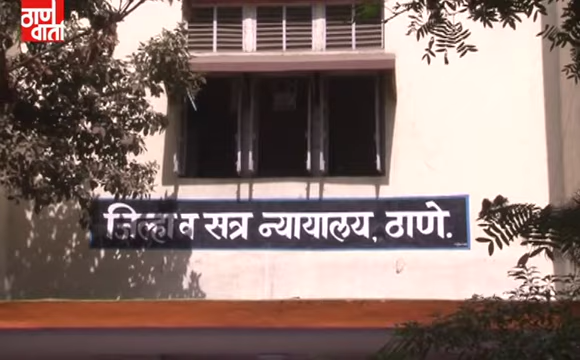 ठाणे
वार्ता
जिल्हा व सत्र न्यायालय, ठाणे.